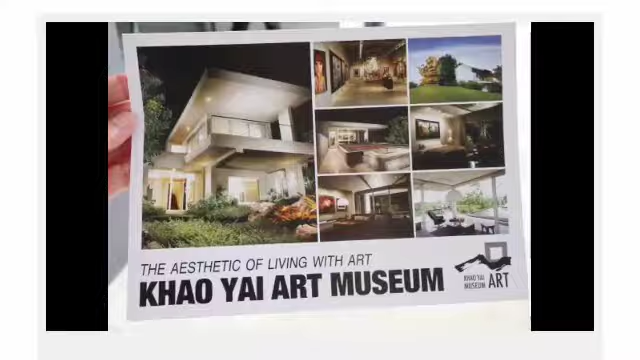 THE AESTHETIC OF LIVING WITH ART
KHAO YAI ART MUSEUM
KHAO YAI
MUSEUM ART